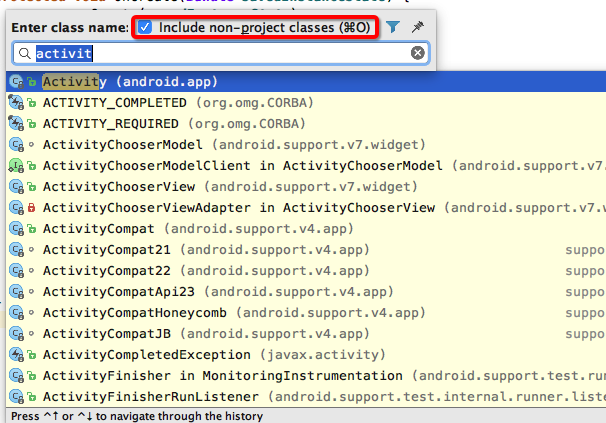 Enter class name: Include non-project classes (⌘O)
activit
Activity (android.app)
ACTIVITY_COMPLETED (org.omg.CORBA)
ACTIVITY_REQUIRED (org.omg.CORBA)
ActivityChooserModel (android.support.v7.widget)
ActivityChooserModelClient in ActivityChooserModel (android.support.v7
ActivityChooserView (android.support.v7.widget)
ActivityChooserViewAdapter in ActivityChooserView (android.support.v7.w
ActivityCompat (android.support.v4.app)
ActivityCompat21 (android.support.v4.app) suppo
ActivityCompat22 (android.support.v4.app) suppo
ActivityCompatApi23 (android.support.v4.app) suppo
ActivityCompatHoneycomb (android.support.v4.app) suppo
ActivityCompatJB (android.support.v4.app) suppo
ActivityCompletedException (javax.activity)
ActivityFinisher in MonitoringInstrumentation (android.support.test.run
ActivityFinisherRunListener (android.support.test.internal.runner.liste
Press ^↑ or ^↓ to navigate through the history